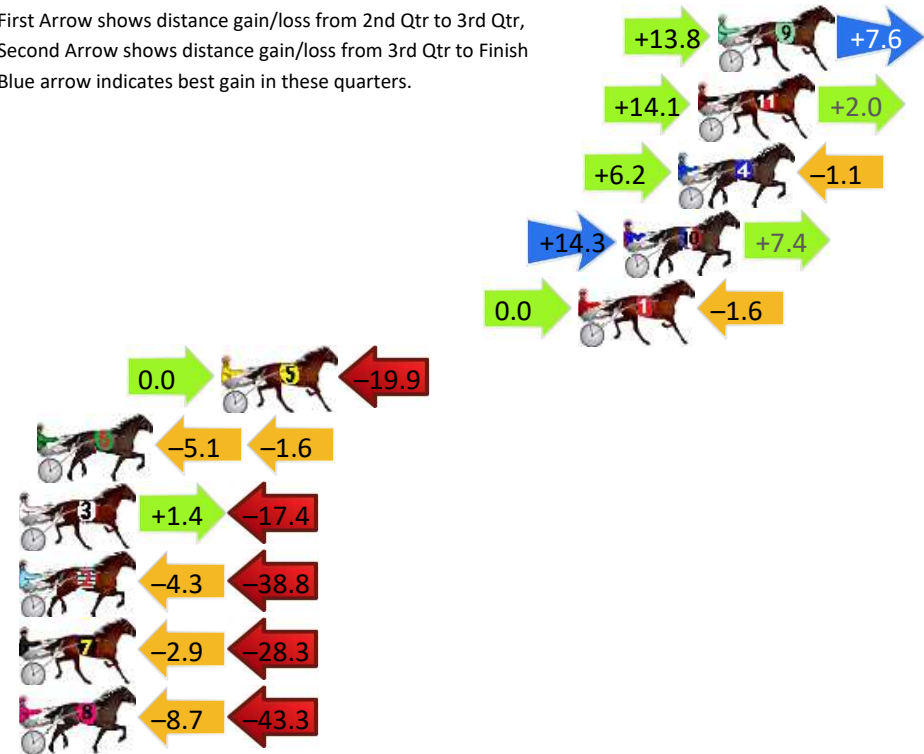 First Arrow shows distance gain/loss from 2nd Qtr to 3rd Qtr,
Second Arrow shows distance gain/loss from 3rd Qtr to Finish
Blue arrow indicates best gain in these quarters.
+13.8 9 +7.6
+14.1 11 +2.0
+6.2 4 –1.1
+14.3 10 +7.4
0.0 1 –1.6
0.0 5 –19.9
6 –5.1 –1.6
3 +1.4 –17.4
2 –4.3 –38.8
7 –2.9 –28.3
8 –8.7 –43.3